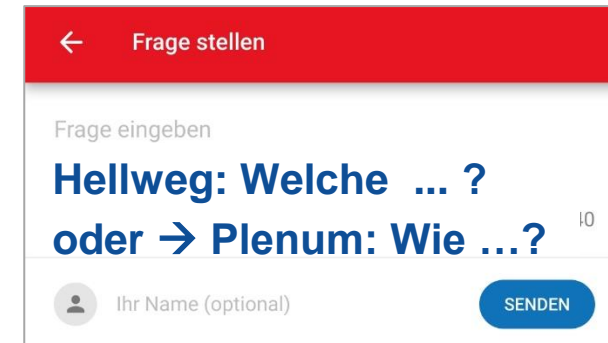 ← Frage stellen
Frage eingeben
Hellweg: Welche ... ?
oder → Plenum: Wie …?
Ihr Name (optional)
SENDEN